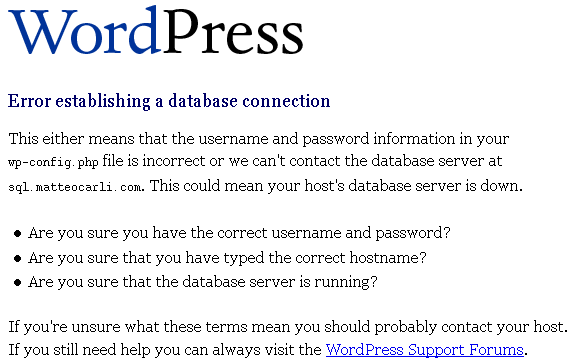 WordPress
Error establishing a database connection
This either means that the username and password information in your
wp-config.php file is incorrect or we can't contact the database server at
sql.matteocarli.com. This could mean your host's database server is down.
• Are you sure you have the correct username and password?
• Are you sure that you have typed the correct hostname?
• Are you sure that the database server is running?
If you're unsure what these terms mean you should probably contact your host.
If you still need help you can always visit the WordPress Support Forums.